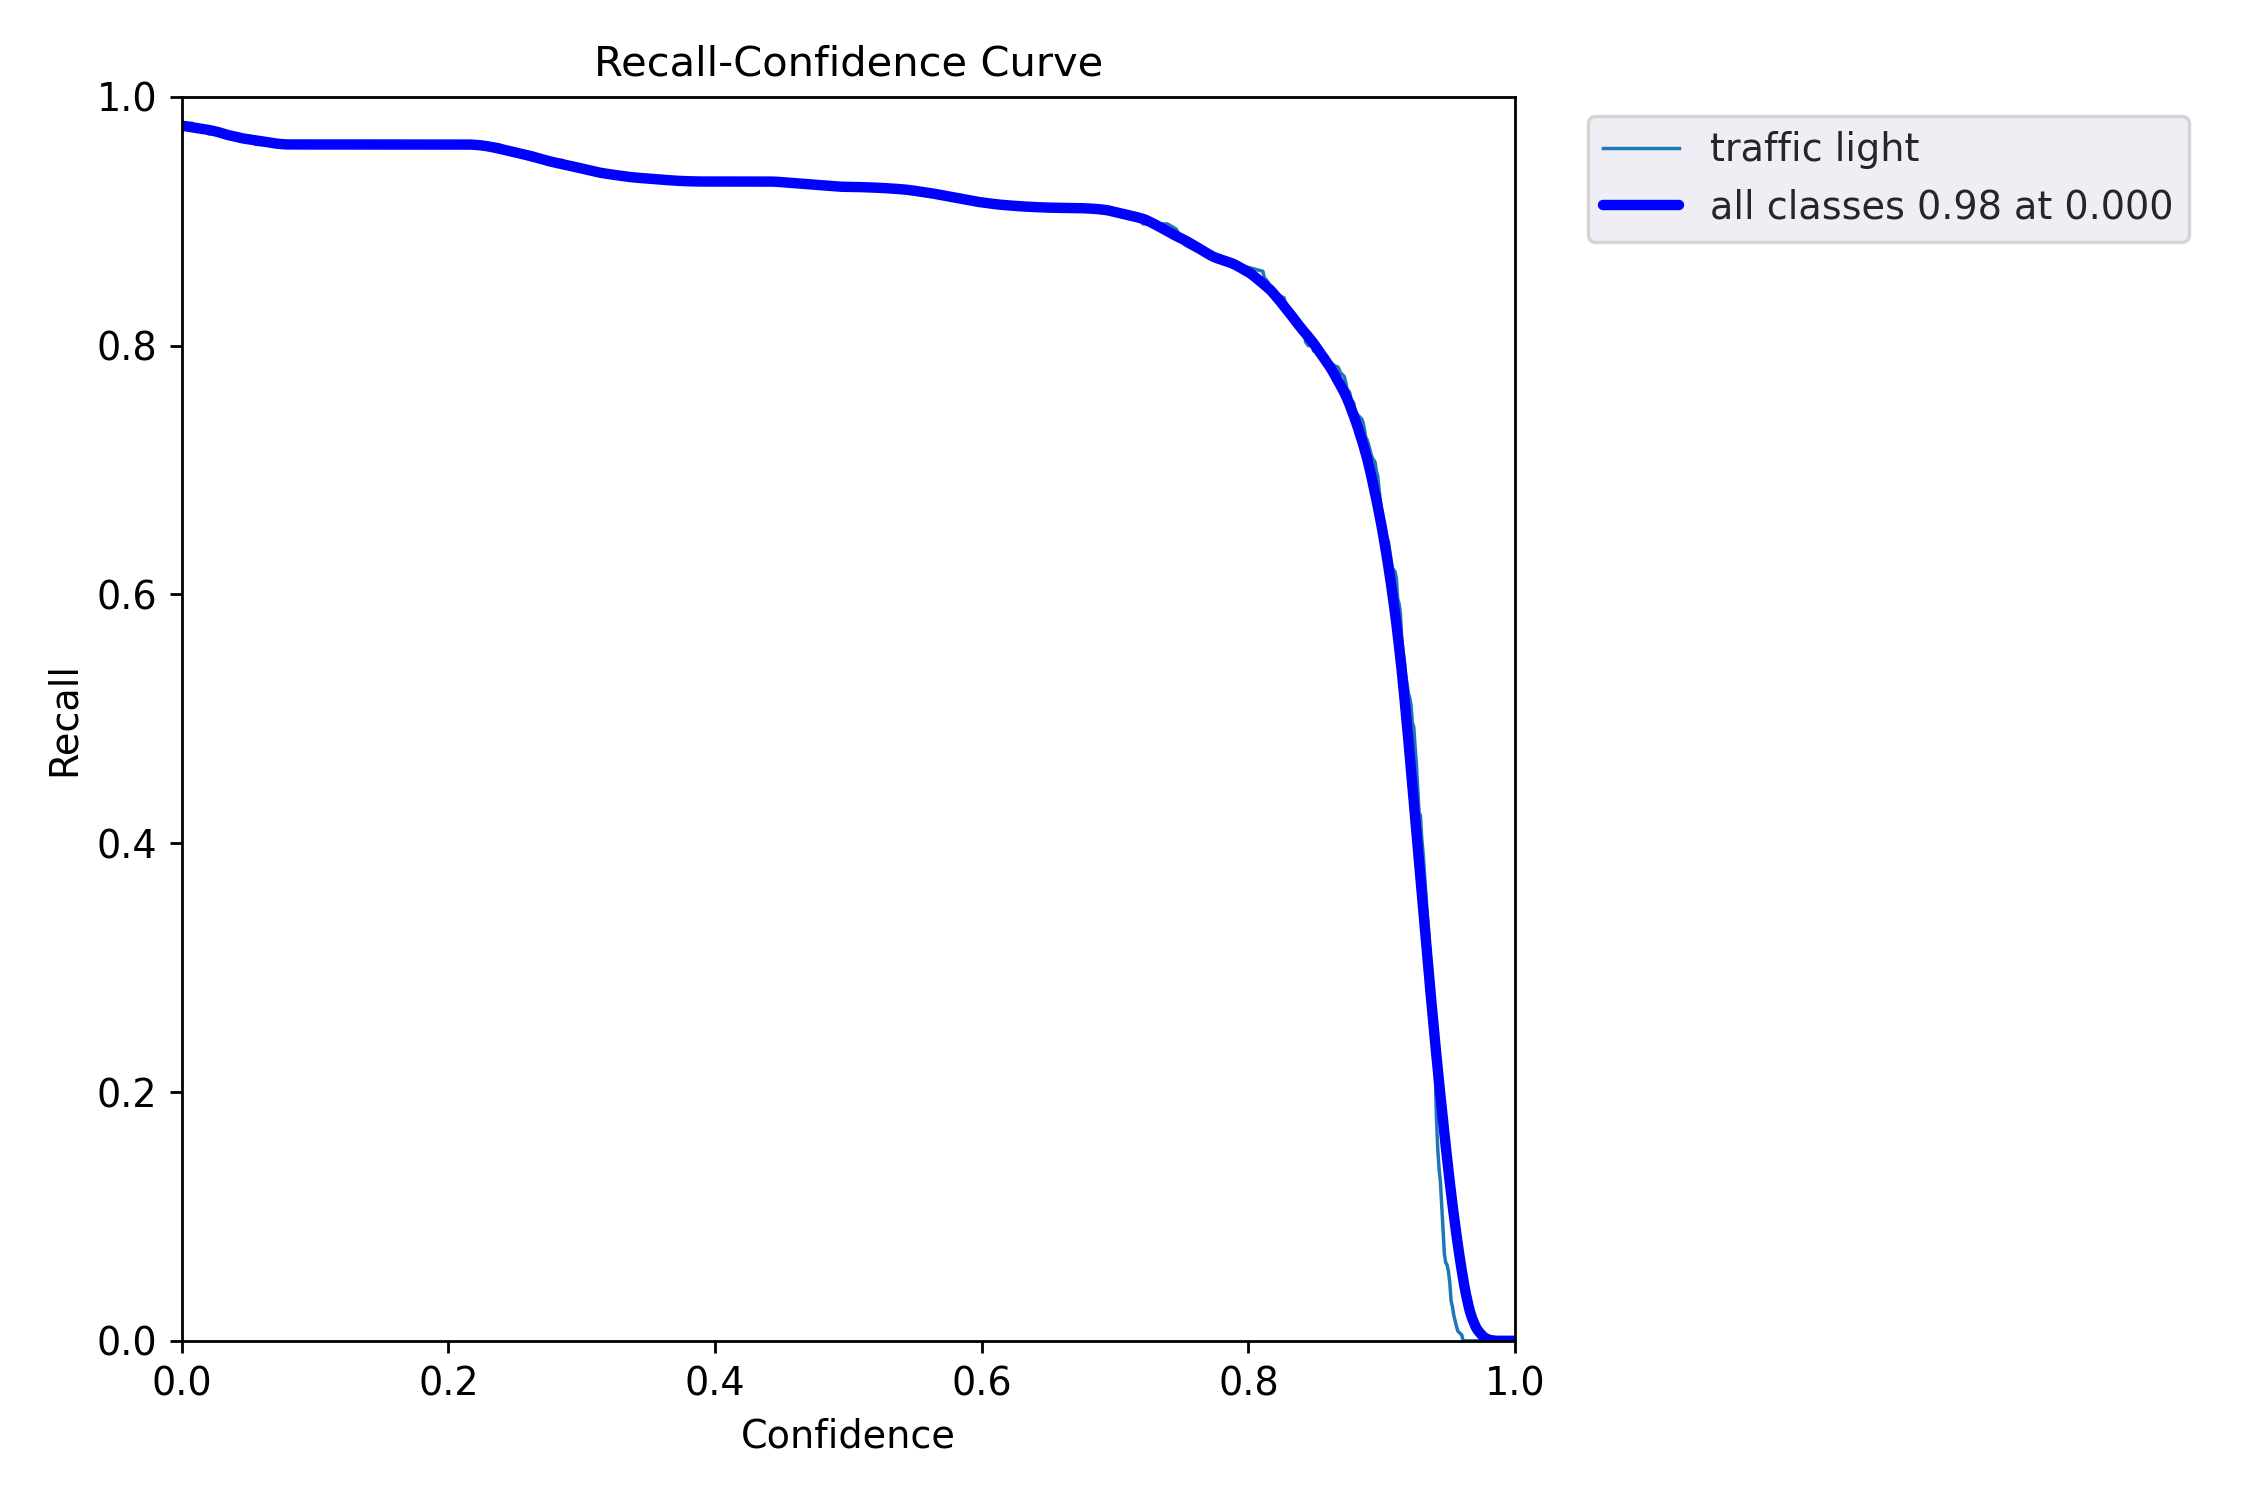 Recall-Confidence Curve
1.0
0.8
0.6
0.4
0.2
0.0
Recall
0.0 0.2 0.4 0.6 0.8 1.0
Confidence
traffic light
all classes 0.98 at 0.000